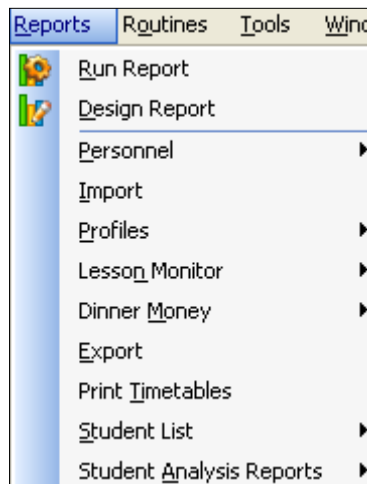 Reports Routines Tools
Run Report
Design Report
Personnel
Import
Profiles
Lesson Monitor
Dinner Money
Export
Print Timetables
Student List
Student Analysis Reports